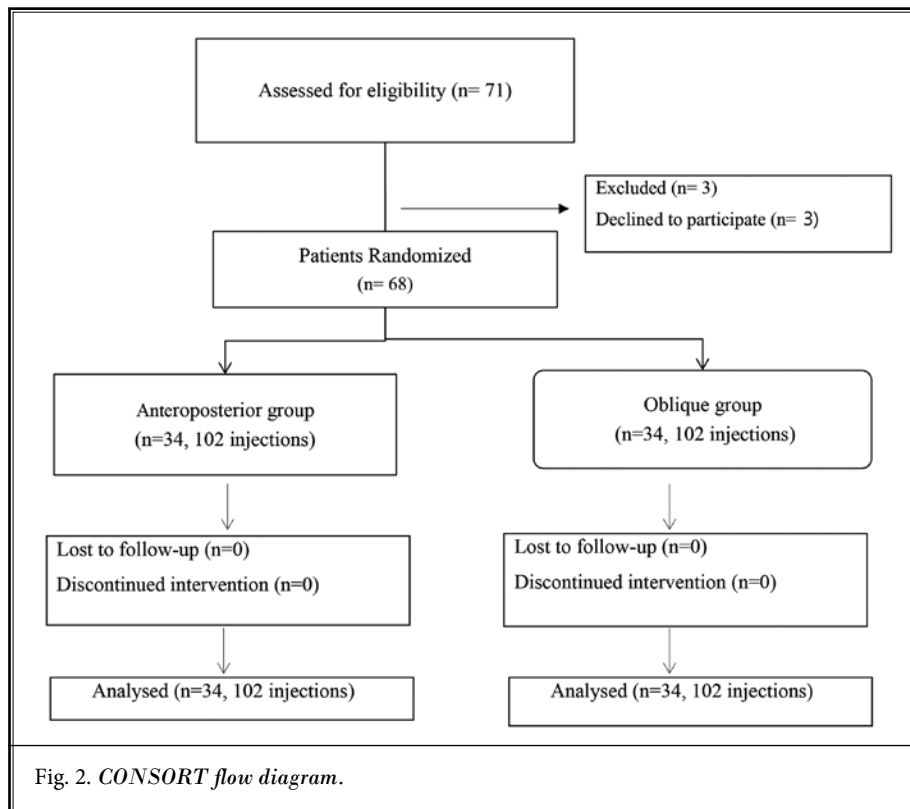 Assessed for eligibility (n= 71)
Excluded (n= 3)
Declined to participate (n= 3)
Patients Randomized
(n= 68)
Anteroposterior group
(n=34, 102 injections)
Oblique group
(n=34, 102 injections)
Lost to follow-up (n=0)
Discontinued intervention (n=0)
Lost to follow-up (n=0)
Discontinued intervention (n=0)
Analysed (n=34, 102 injections)
Analysed (n=34, 102 injections)
Fig. 2. CONSORT flow diagram.